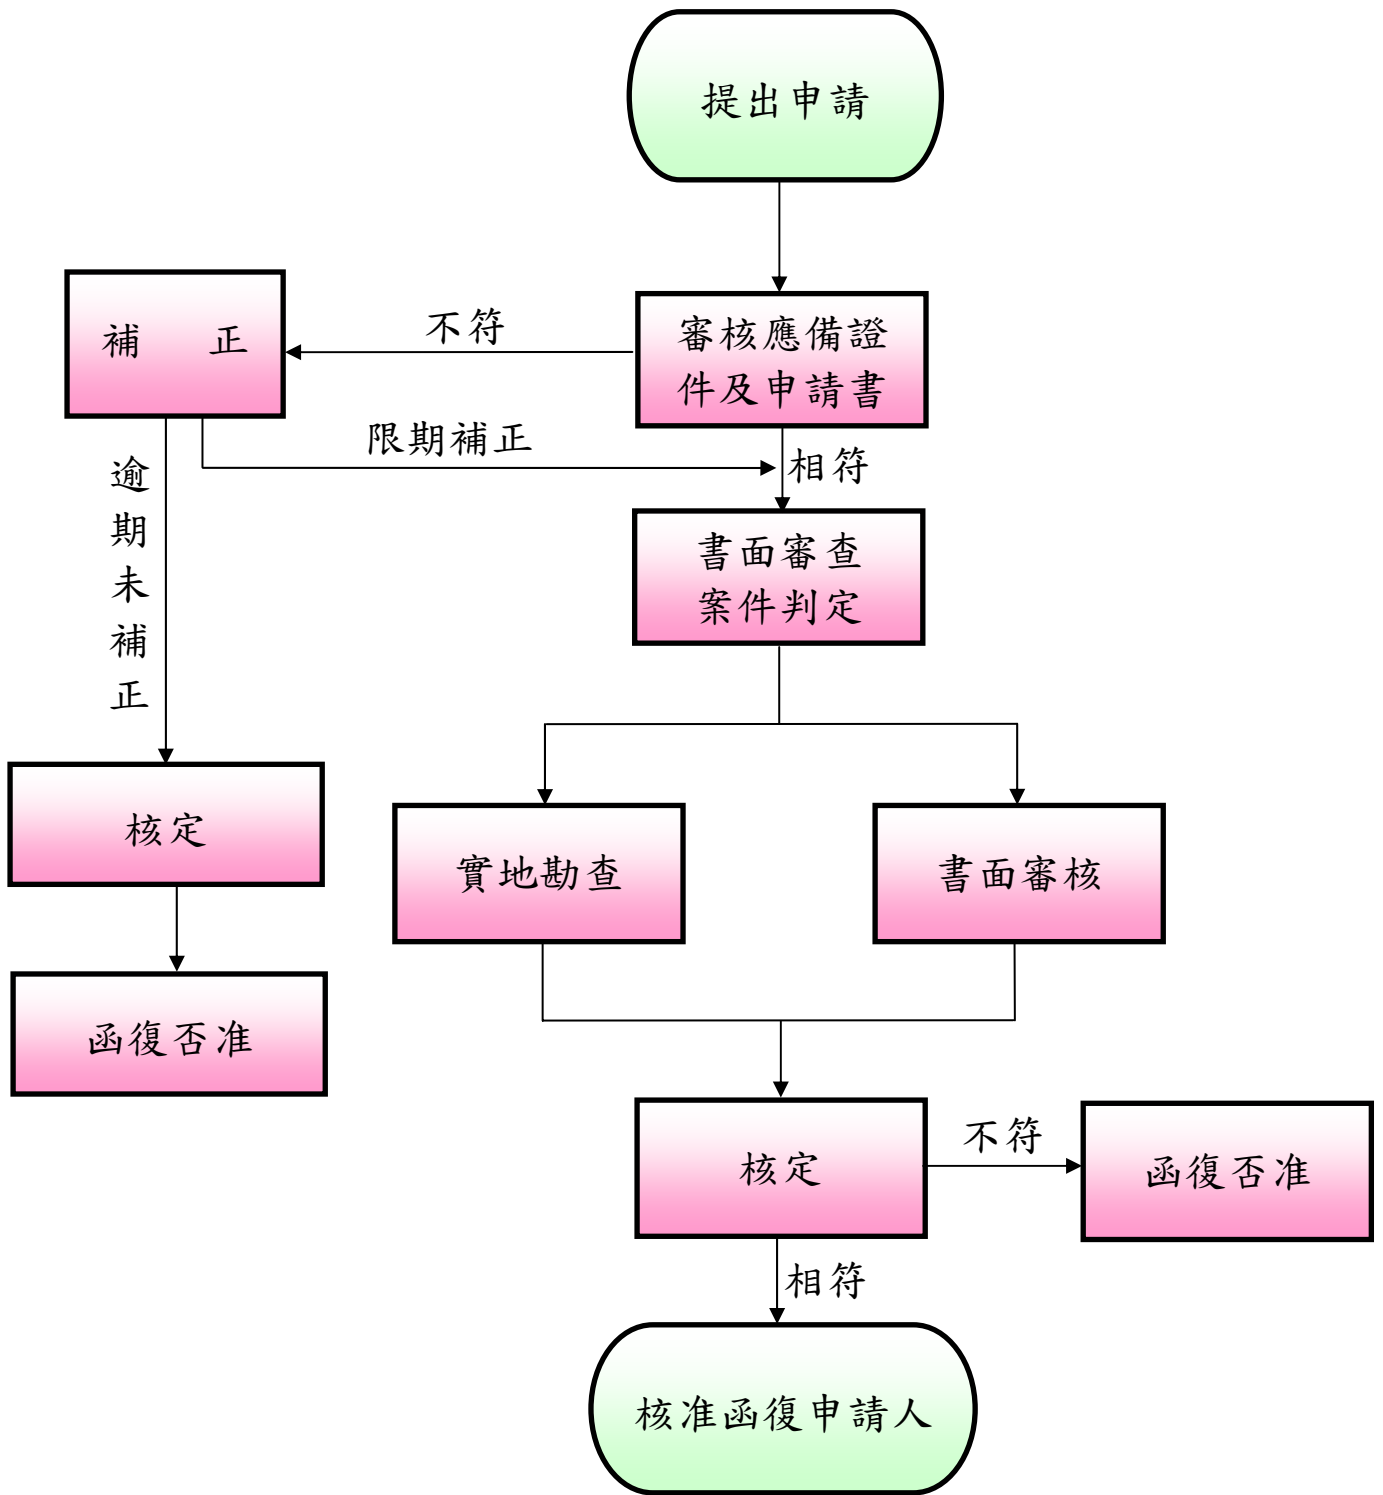 提出申請
不符
補　　正
審核應備證
件及申請書
限期補正
相符
逾期未補正
書面審查
案件判定
核定
實地勘查
書面審核
函復否准
不符
核定
函復否准
相符
核准函復申請人